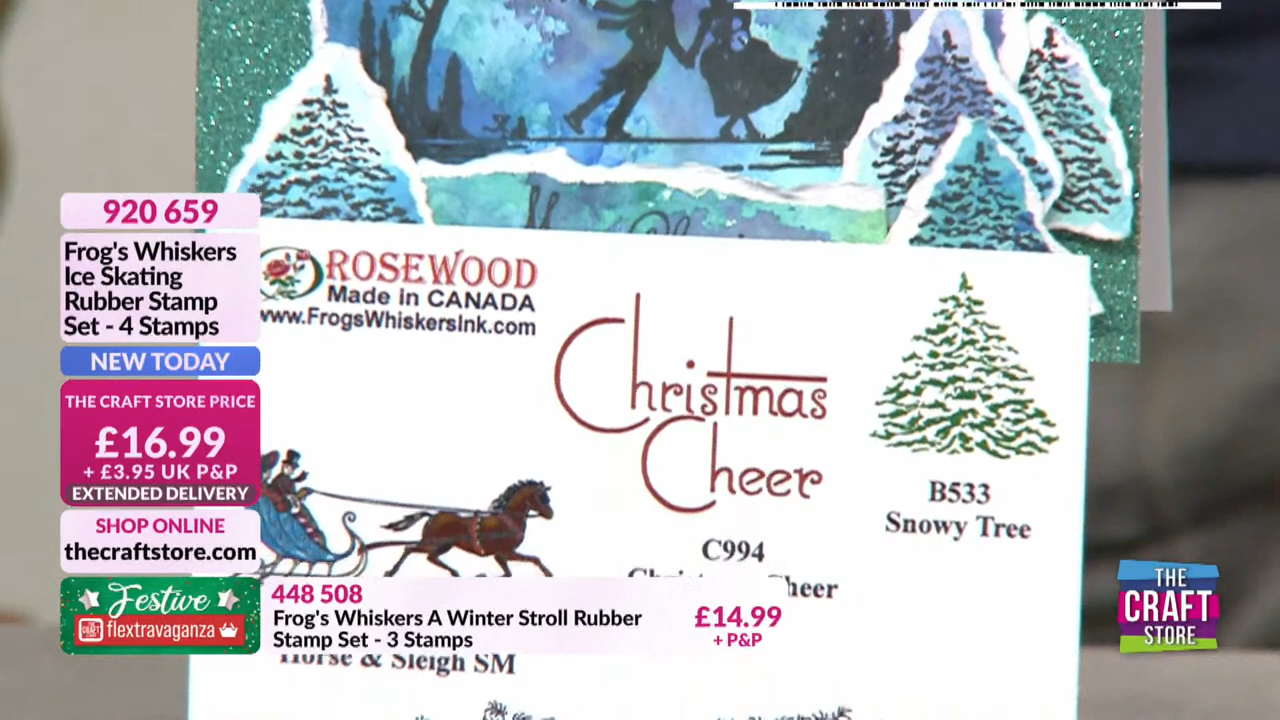 920 659
Frog's Whiskers
Ice Skating
Rubber Stamp
Set - 4 Stamps
NEW TODAY
THE CRAFT STORE PRICE
£16.99
+ £3.95 UK P&P
EXTENDED DELIVERY
SHOP ONLINE
thecraftstore.com
ROSEWOOD
Made in CANADA
www.FrogsWhiskersInk.com
Christmas
Cheer
C994
Cheer
B533
Snowy Tree
Horse & Sleigh SM
Festive
flextravaganza
448 508
Frog's Whiskers A Winter Stroll Rubber
Stamp Set - 3 Stamps
£14.99
+ P&P
THE
CRAFT
STORE